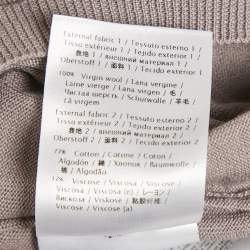 External fabric 1 / Tessuto esterno 1 /
Tissu extérieur 1 / Tejido exterior 1 /
表地 1 / внешний материал 1 /
Oberstoff 1 / 面料 1 / Tecido exterior 1
100% Virgin wool / Lana vergine /
Laine vierge / Lana virgen / 毛 /
Чистая шерсть / Schurwolle / 羊毛 /
Lã virgem
External fabric 2 / Tessuto esterno 2 /
Tissu extérieur 2 / Tejido exterior 2 /
表地 2 / внешний материал 2 /
Oberstoff 2 / 面料 2 / Tecido exterior 2
Cotton / Cotone / Coton /
Algodón / 綿 / Хлопок / Baumwolle /
棉 / Algodão
Viscose / Viscosa / Viscose /
Viscosa / Viscose (a) / レーヨン /
Вискоза / Viskose / 粘胶纤维 /
Viscose / Viscose (a)